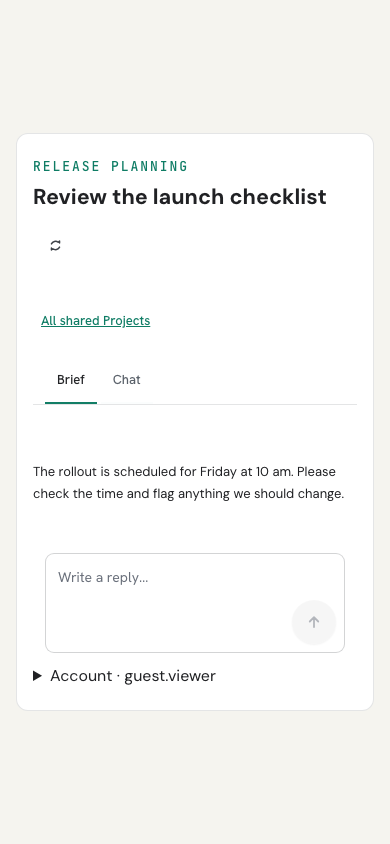 RELEASE PLANNING
Review the launch checklist
All shared Projects
Brief
Chat
The rollout is scheduled for Friday at 10 am. Please
check the time and flag anything we should change.
Write a reply...
Account · guest.viewer